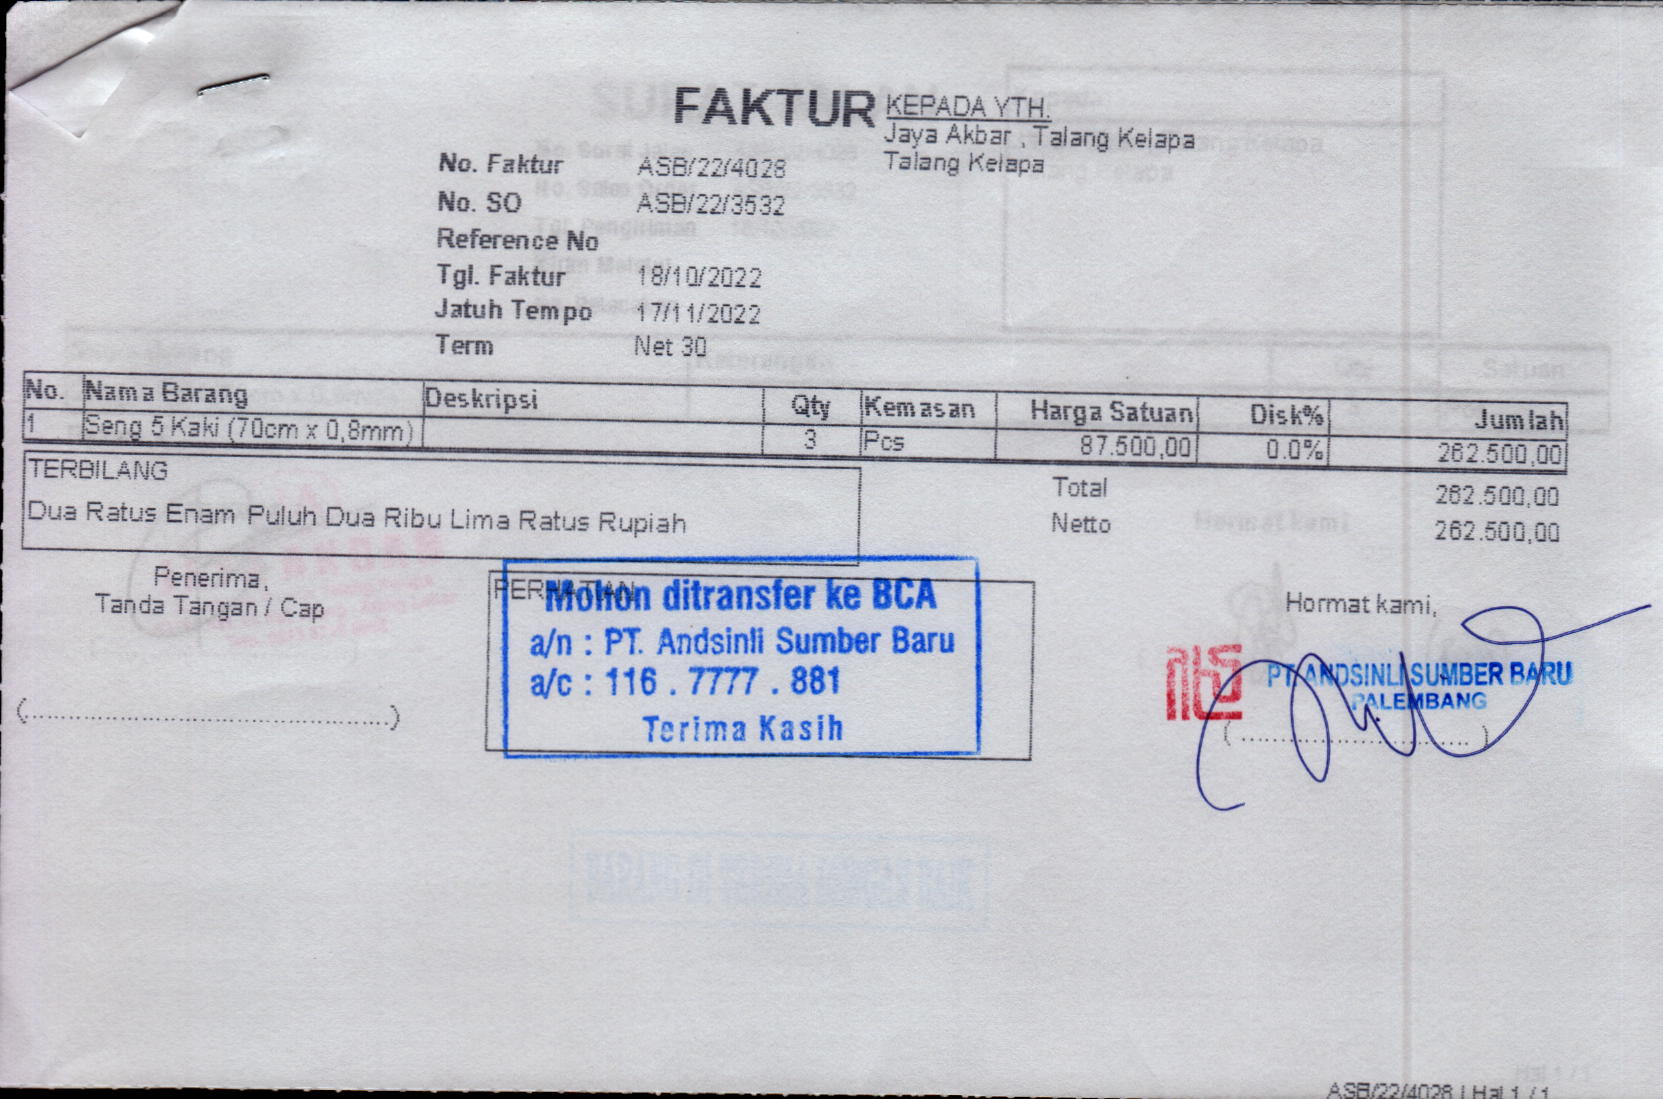 FAKTUR
KEPADA YTH.
Jaya Akbar , Talang Kelapa
Talang Kelapa
No. Faktur ASB/22/4028
No. SO ASB/22/3532
Reference No
Tgl. Faktur 18/10/2022
Jatuh Tempo 17/11/2022
Term Net 30
No. Nama Barang Deskripsi Qty Kemasan Harga Satuan Disk% Jumlah
1 Seng 5 Kaki (70cm x 0,8mm) 3 Pcs 87.500,00 0.0% 262.500,00
TERBILANG
Dua Ratus Enam Puluh Dua Ribu Lima Ratus Rupiah
Total 262.500,00
Netto 262.500,00
Penerima,
Tanda Tangan / Cap
(..........................................................)
PERHATIAN
Mohon ditransfer ke BCA
a/n : PT. Andsinli Sumber Baru
a/c : 116 . 7777 . 881
Terima Kasih
Hormat kami,
PT. ANDSINLI SUMBER BARU
PALEMBANG
(......................................)
ASB/22/4028 | Hal 1 / 1